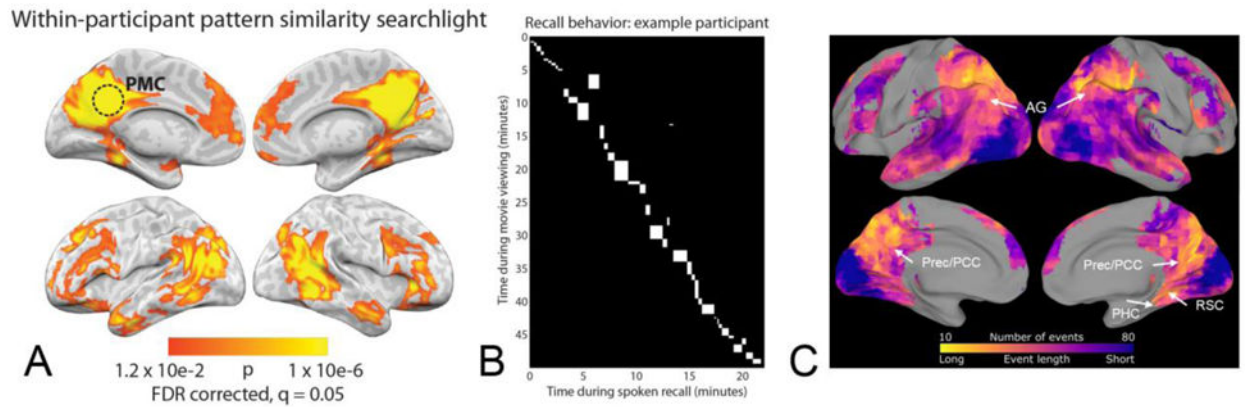 Within-participant pattern similarity searchlight
PMC
A
1.2 x 10e-2 p 1 x 10e-6
FDR corrected, q = 0.05
Recall behavior: example participant
Time during movie viewing (minutes)
0
5
10
15
20
25
30
35
40
45
0 5 10 15 20
Time during spoken recall (minutes)
B
AG
Prec/PCC
Prec/PCC
RSC
PHC
10 Number of events 80
Long Event length Short
C